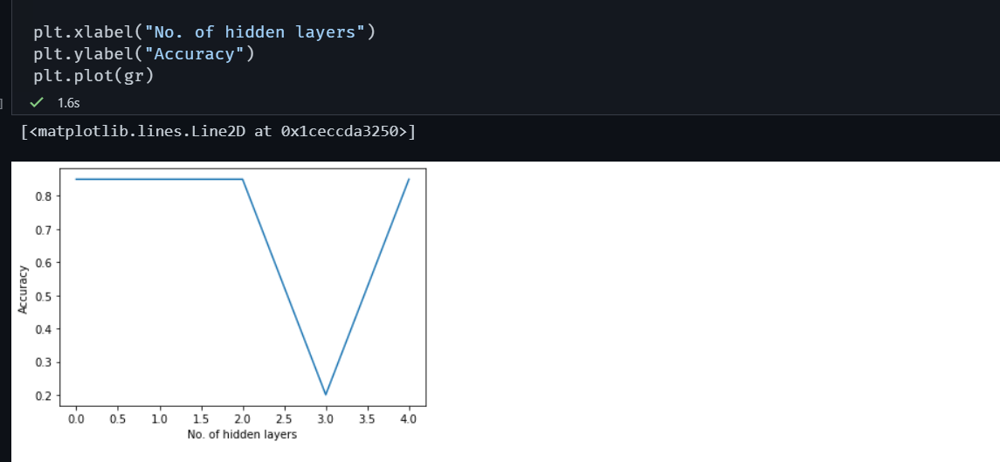 plt.xlabel("No. of hidden layers")
plt.ylabel("Accuracy")
plt.plot(gr)
] ✓ 1.6s
[<matplotlib.lines.Line2D at 0x1ceccda3250>]
0.8
0.7
0.6
0.5
0.4
0.3
0.2
Accuracy
0.0 0.5 1.0 1.5 2.0 2.5 3.0 3.5 4.0
No. of hidden layers